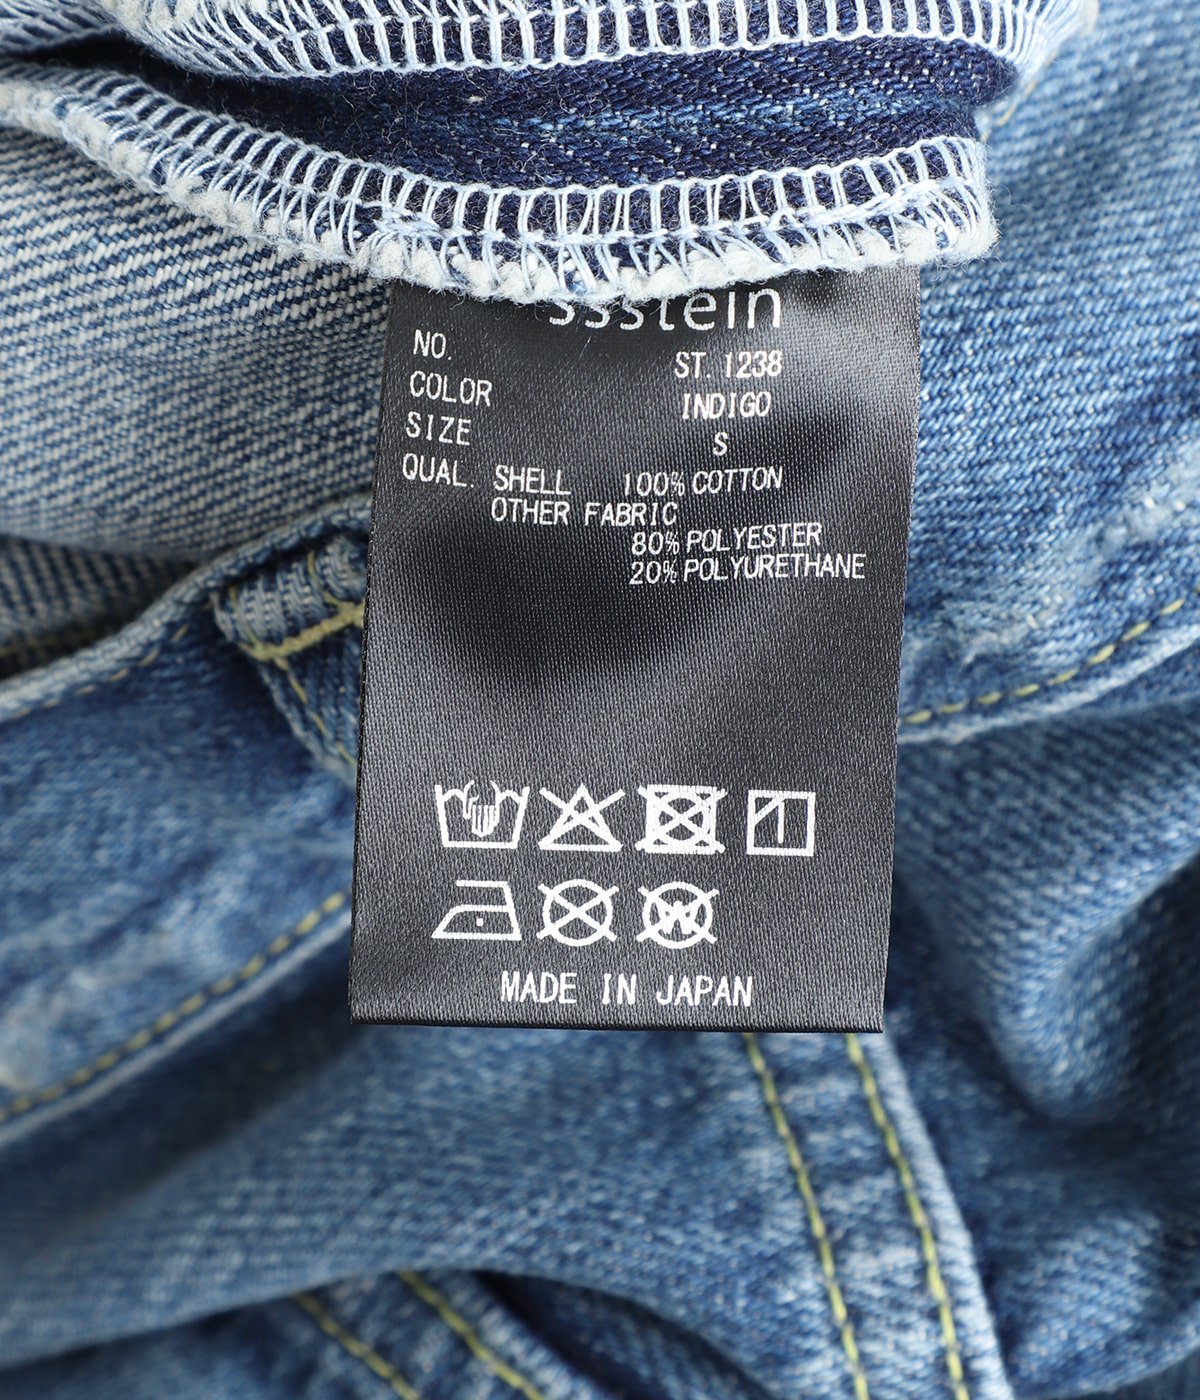 ssstein
NO. ST. 1238
COLOR INDIGO
SIZE S
QUAL. SHELL 100% COTTON
OTHER FABRIC
80% POLYESTER
20% POLYURETHANE
W
MADE IN JAPAN